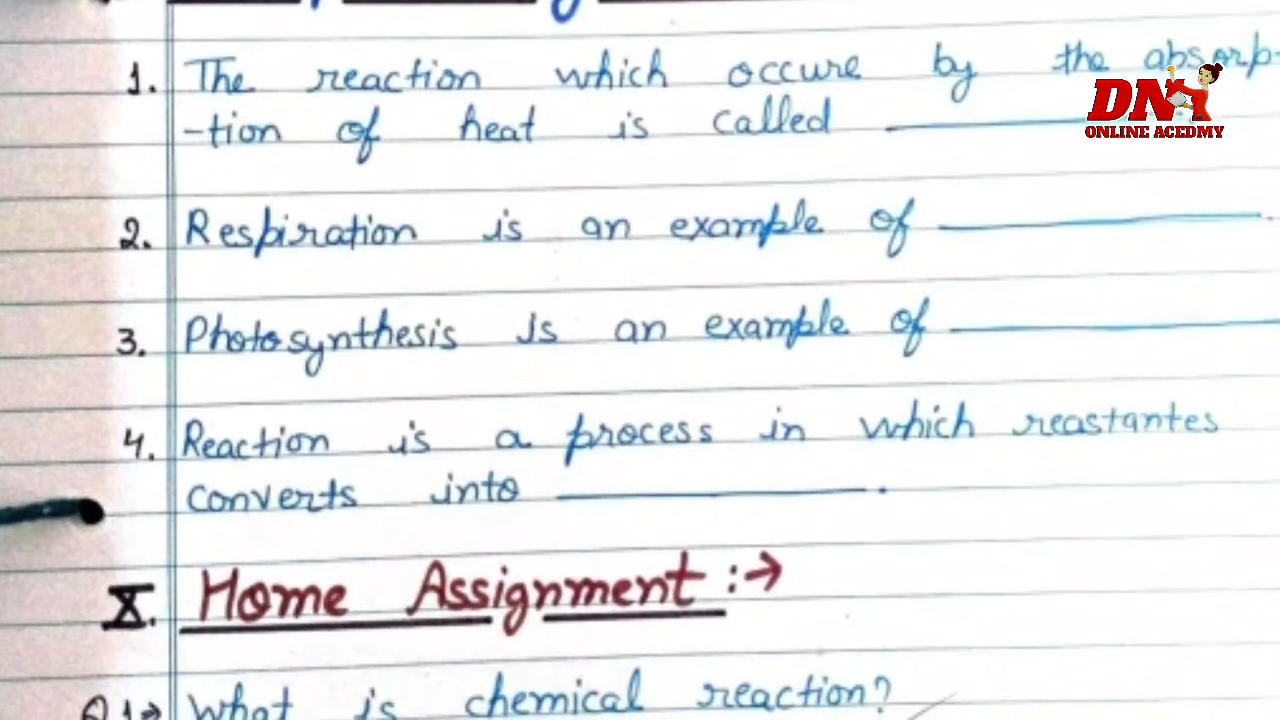 1. The reaction which occure by the absorp-
-tion of heat is called
DNA
ONLINE ACEDMY
2. Respiration is an example of
3. Photosynthesis is an example of
4. Reaction is a process in which reastantes
converts into .
X. Home Assignment :→
Q1→ What is chemical reaction?